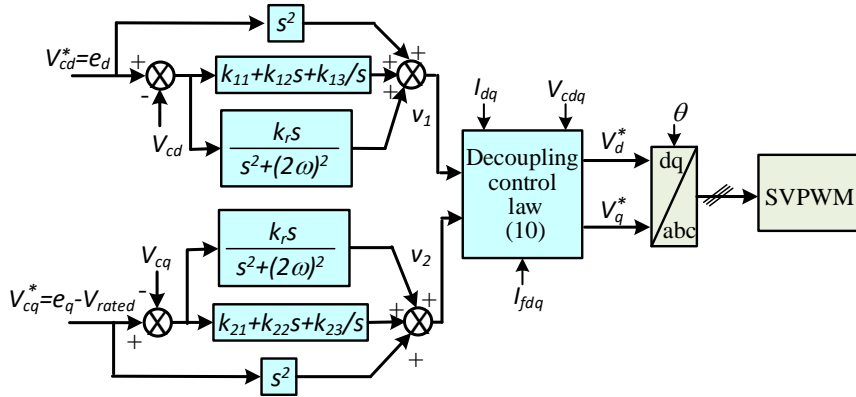 s²
V*cd=ed
+
-
Vcd
k11+k12s+k13/s
krs
s²+(2ω)²
+
+
+
v1
Idq
Vcdq
Decoupling
control
law
(10)
Ifdq
V*d
V*q
θ
dq
abc
SVPWM
krs
s²+(2ω)²
Vcq
-
V*cq=eq-Vrated
+
k21+k22s+k23/s
v2
+
+
+
s²